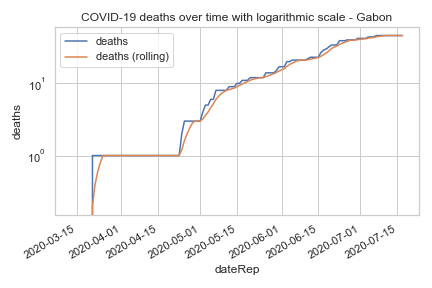 COVID-19 deaths over time with logarithmic scale - Gabon
deaths
deaths (rolling)
10¹
10⁰
deaths
2020-03-15
2020-04-01
2020-04-15
2020-05-01
2020-05-15
2020-06-01
2020-06-15
2020-07-01
2020-07-15
dateRep